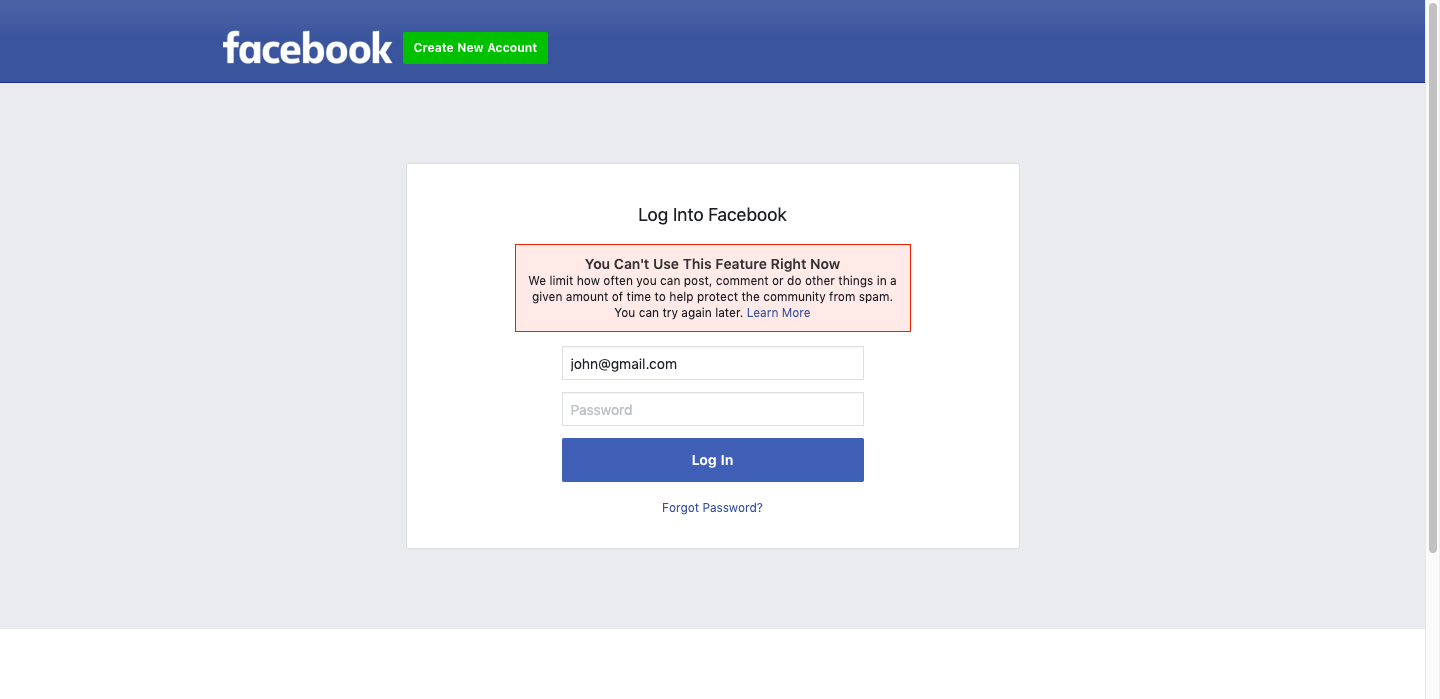 facebook
Create New Account
Log Into Facebook
You Can't Use This Feature Right Now
We limit how often you can post, comment or do other things in a
given amount of time to help protect the community from spam.
You can try again later. Learn More
john@gmail.com
Password
Log In
Forgot Password?